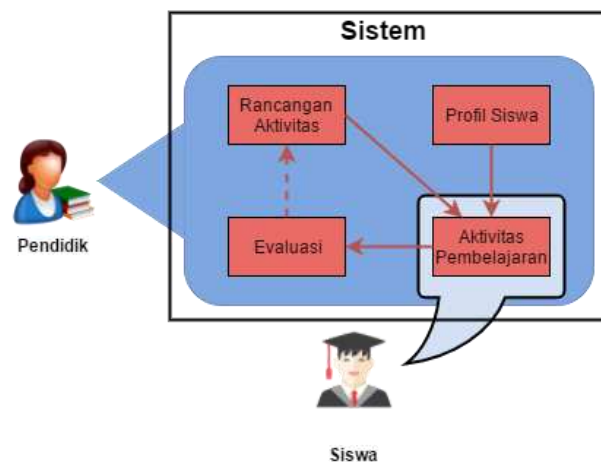 Sistem
Rancangan
Aktivitas
Profil Siswa
Evaluasi
Aktivitas
Pembelajaran
Pendidik
Siswa